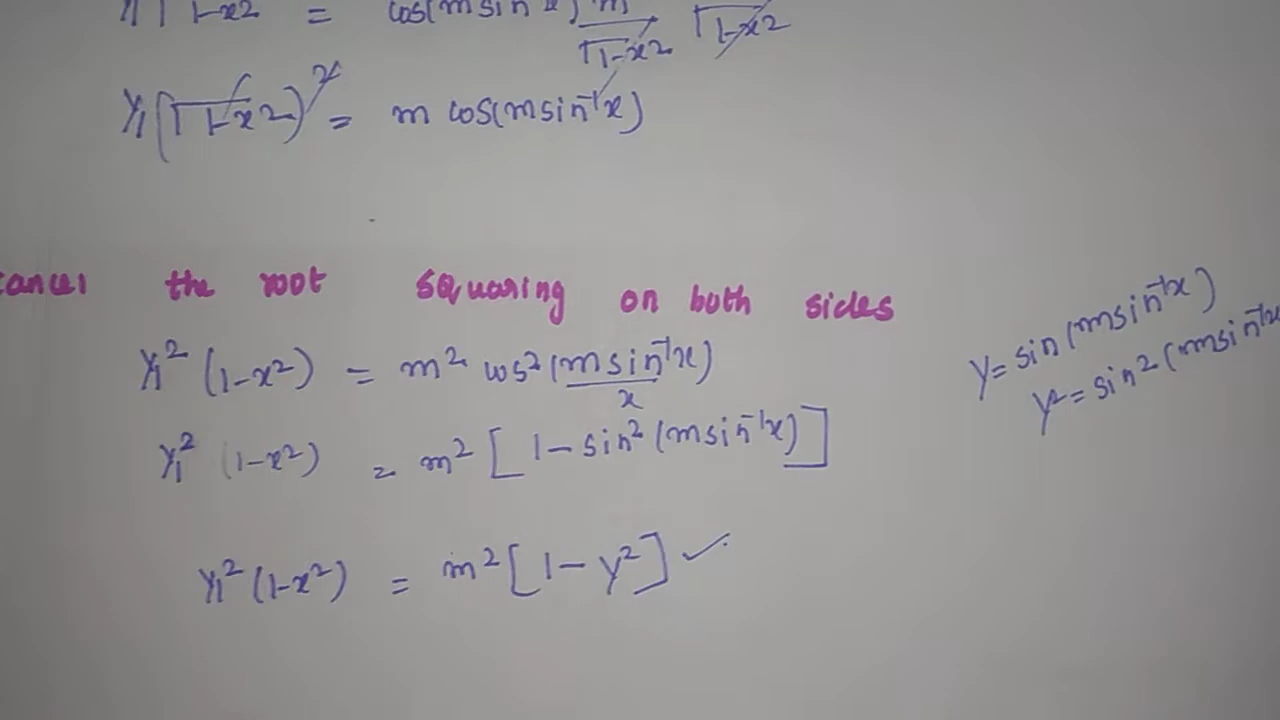 y₁ √1-x2 = cos(m sin⁻¹x) m/√1-x2 √1-x2
y₁(√1-x2)² = m cos(m sin⁻¹x)
cancel the root squaring on both sides
y₁² (1-x²) = m² cos² (m sin⁻¹x)
x
y₁² (1-x²) = m² [1- sin² (m sin⁻¹x)]
y₁² (1-x²) = m² [1- y²] ✓
y= sin (m sin⁻¹x)
y² = sin² (m sin⁻¹x